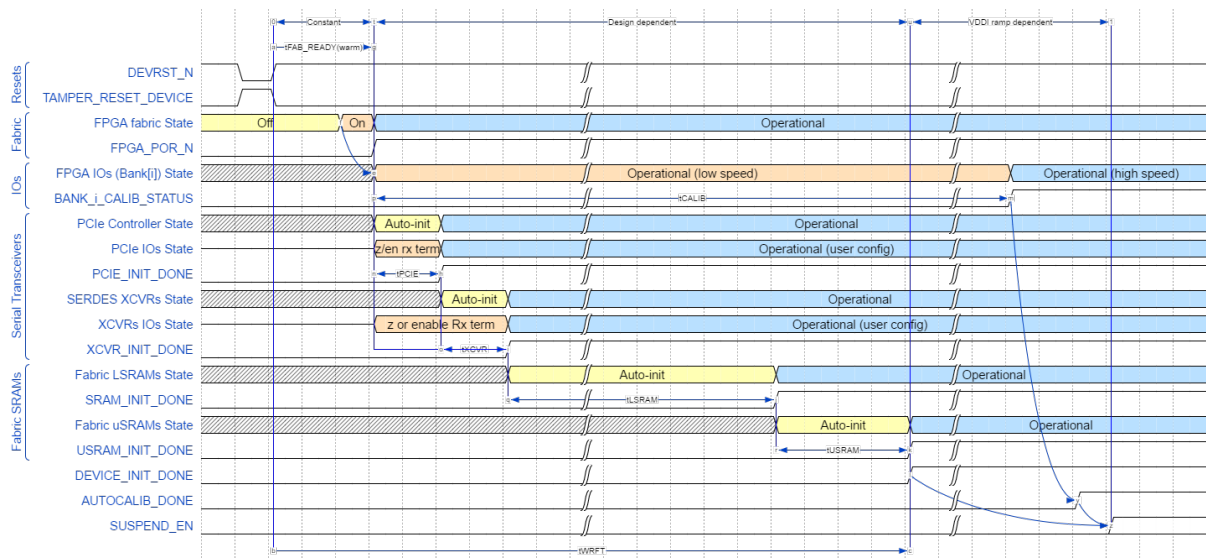 Constant
Design dependent
VDDI ramp dependent
tFAB_READY(warm)
Resets
DEVRST_N
TAMPER_RESET_DEVICE
Fabric
FPGA fabric State
Off
On
Operational
FPGA_POR_N
IOs
FPGA IOs (Bank[i]) State
Operational (low speed)
Operational (high speed)
BANK_i_CALIB_STATUS
tCALIB
Serial Transceivers
PCIe Controller State
Auto-init
Operational
PCIe IOs State
z/en rx term
Operational (user config)
PCIE_INIT_DONE
tPCIE
SERDES XCVRs State
Auto-init
Operational
XCVRs IOs State
z or enable Rx term
Operational (user config)
XCVR_INIT_DONE
tXCVR
Fabric SRAMs
Fabric LSRAMs State
Auto-init
Operational
SRAM_INIT_DONE
tLSRAM
Fabric uSRAMs State
Auto-init
Operational
USRAM_INIT_DONE
tUSRAM
DEVICE_INIT_DONE
AUTOCALIB_DONE
SUSPEND_EN
tWRFT